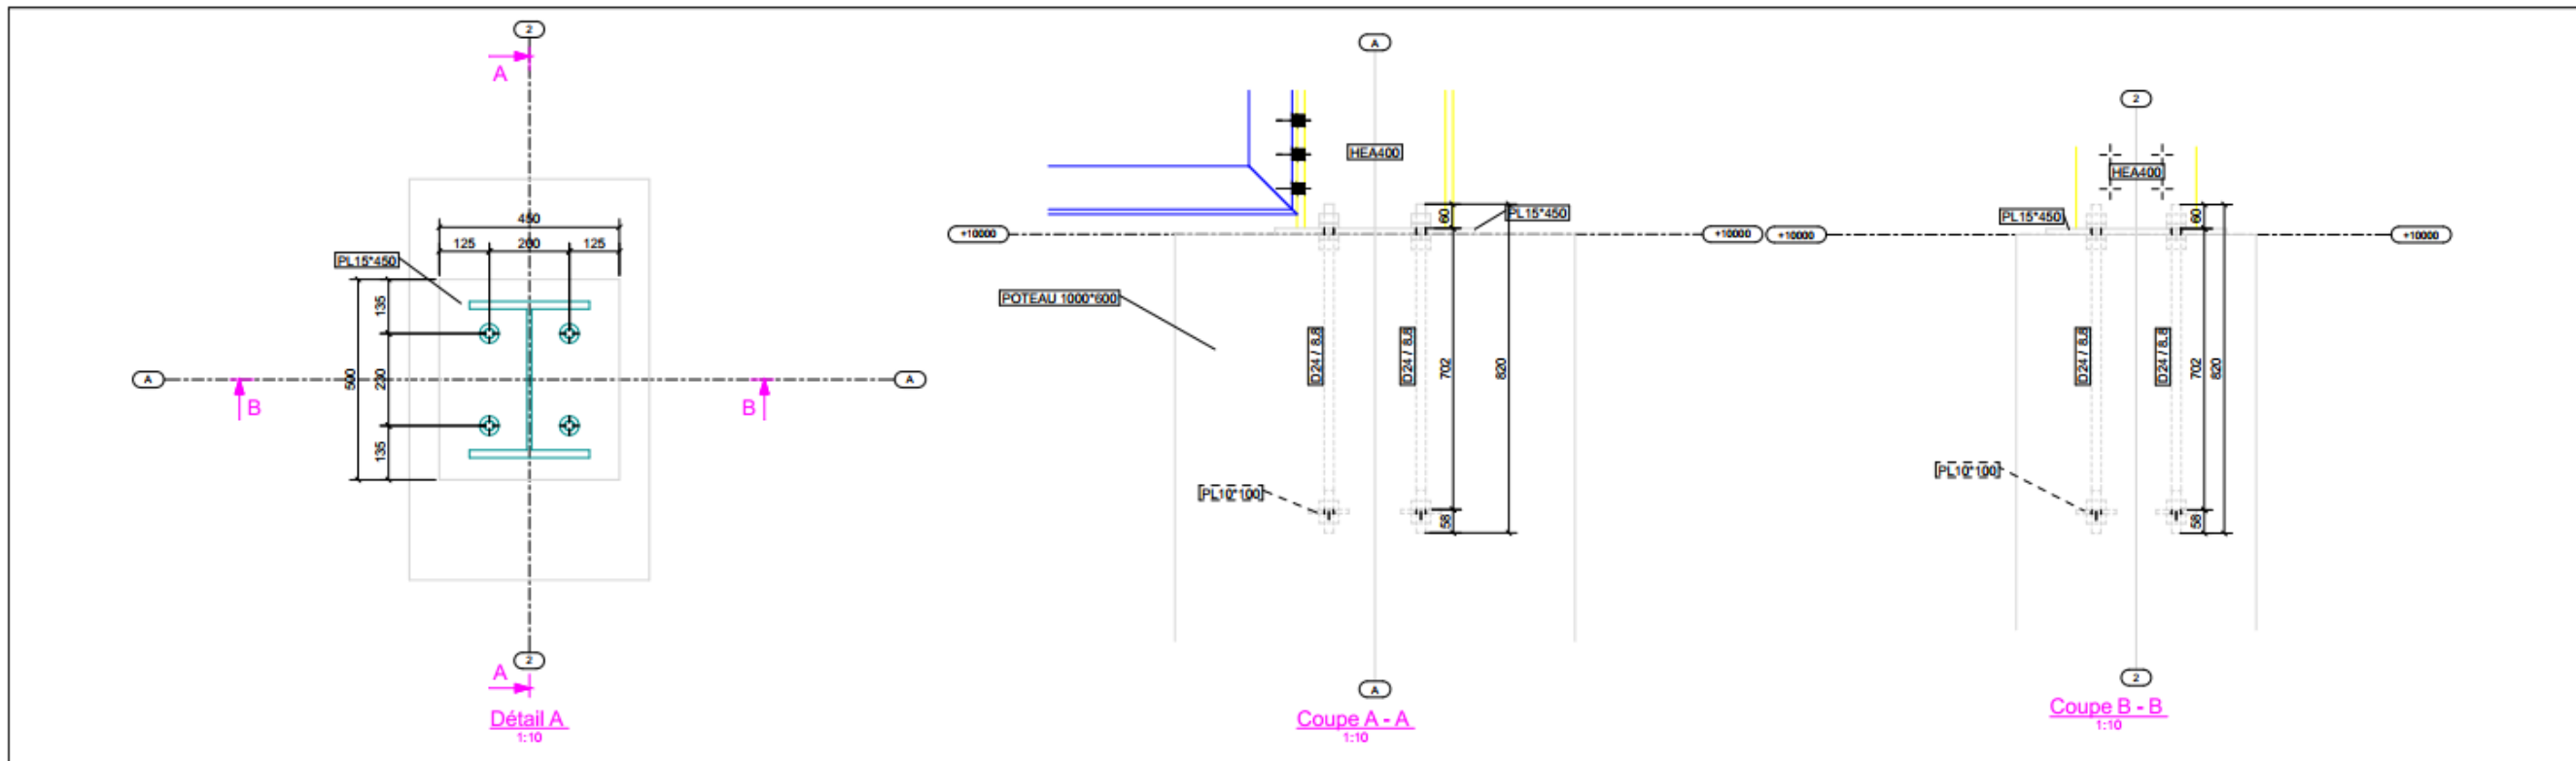 2
A
450
125 200 125
PL15*450
135
500
230
135
A
A
B
B
A
2
Détail A
1:10
A
HEA400
60
PL15*450
+10000
+10000
POTEAU 1000*600
D24 / 8.8
D24 / 8.8
702
820
PL10*100
58
A
Coupe A - A
1:10
2
HEA400
PL15*450
60
+10000
+10000
D24 / 8.8
D24 / 8.8
702
820
PL10*100
58
2
Coupe B - B
1:10